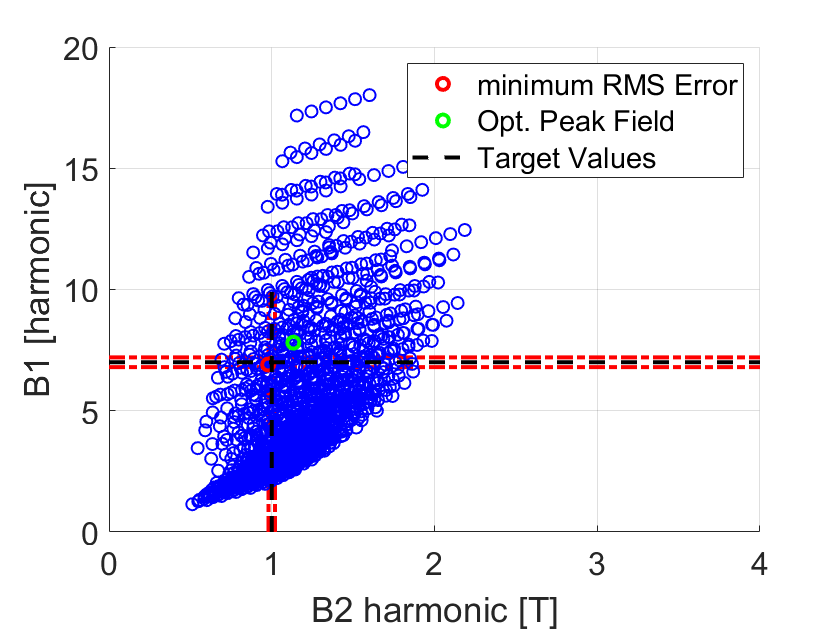 20
15
10
5
0
B1 [harmonic]
minimum RMS Error
Opt. Peak Field
Target Values
0 1 2 3 4
B2 harmonic [T]